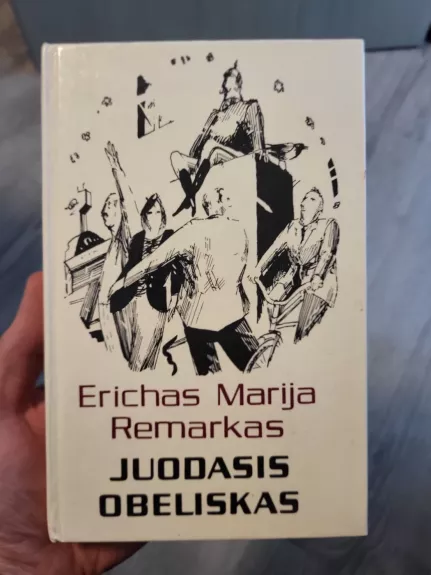 Erichas Marija
Remarkas
JUODASIS
OBELISKAS